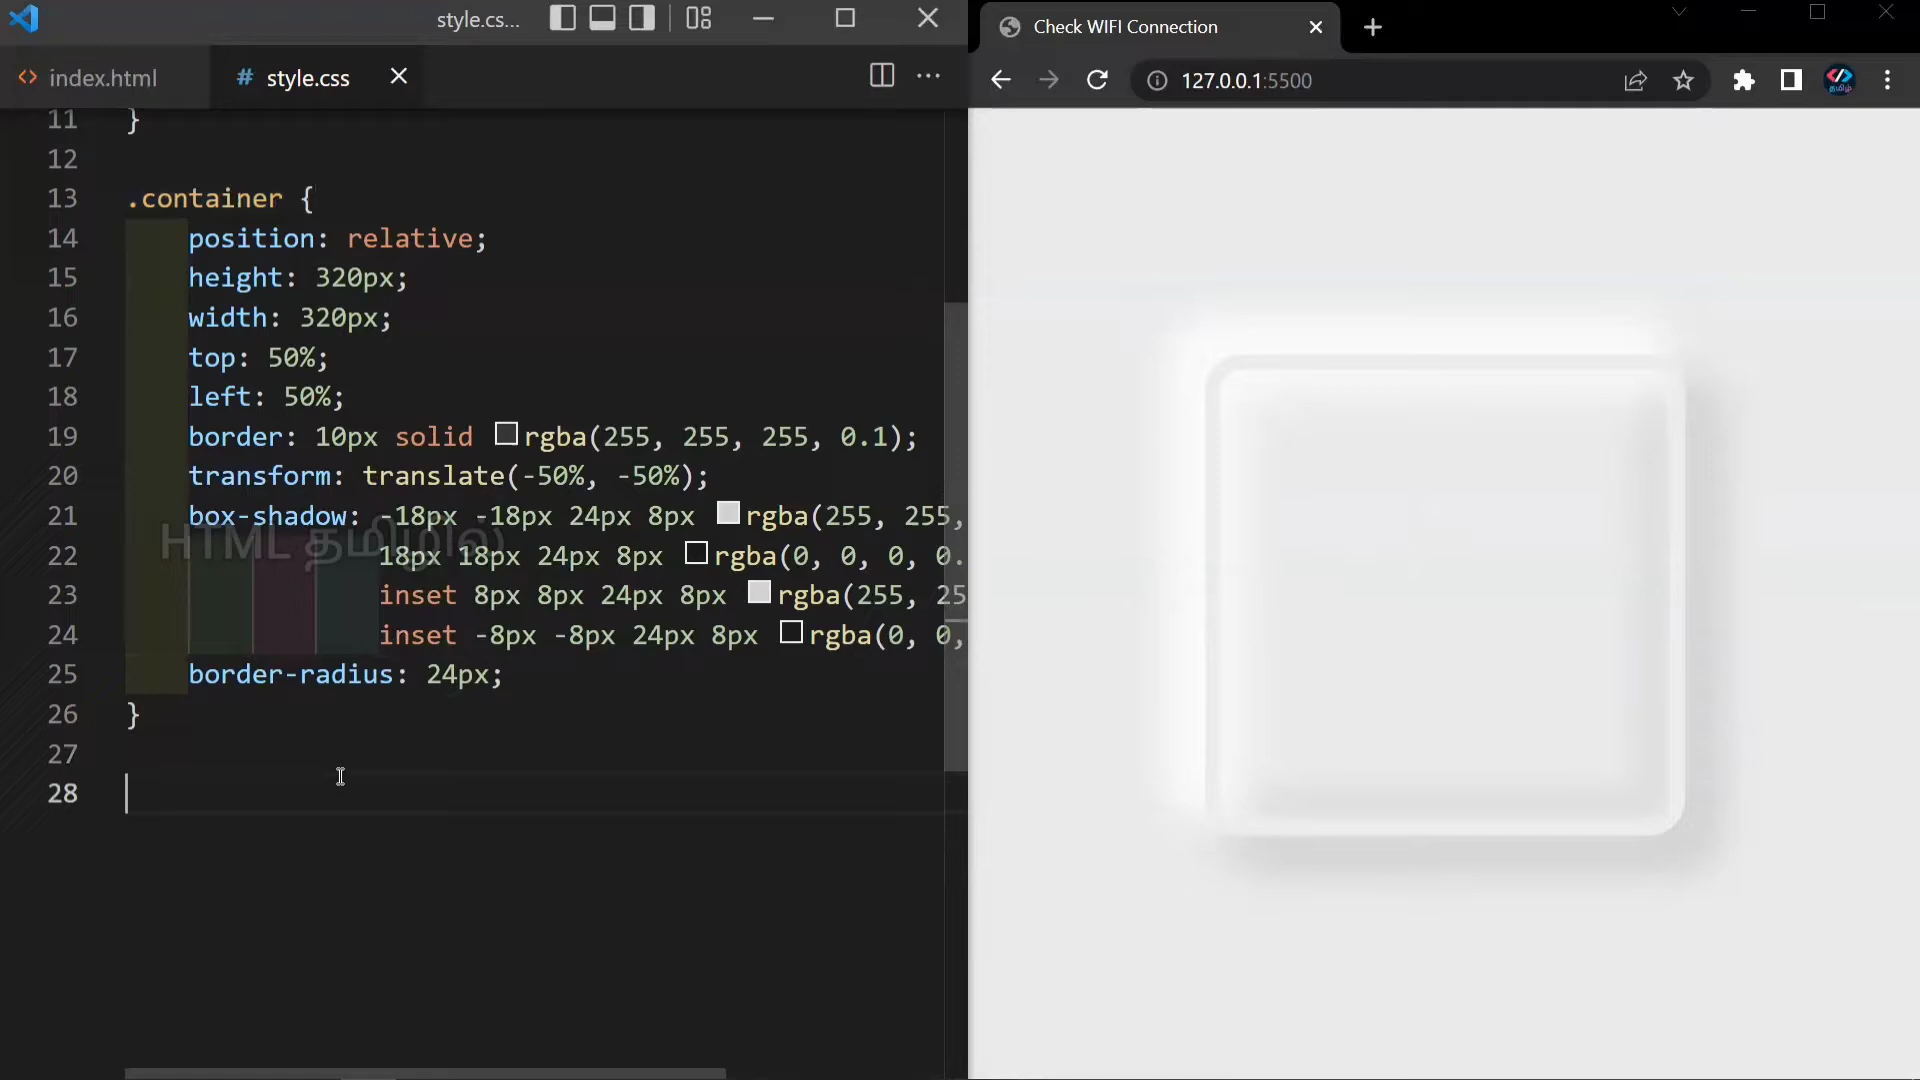 style.cs...
index.html
# style.css
11 }
12
13 .container {
14 position: relative;
15 height: 320px;
16 width: 320px;
17 top: 50%;
18 left: 50%;
19 border: 10px solid rgba(255, 255, 255, 0.1);
20 transform: translate(-50%, -50%);
21 box-shadow: -18px -18px 24px 8px rgba(255, 255,
22 18px 18px 24px 8px rgba(0, 0, 0, 0.
23 inset 8px 8px 24px 8px rgba(255, 25
24 inset -8px -8px 24px 8px rgba(0, 0,
25 border-radius: 24px;
26 }
27
28
HTML தமிழில்
Check WIFI Connection
127.0.0.1:5500
தமிழ்